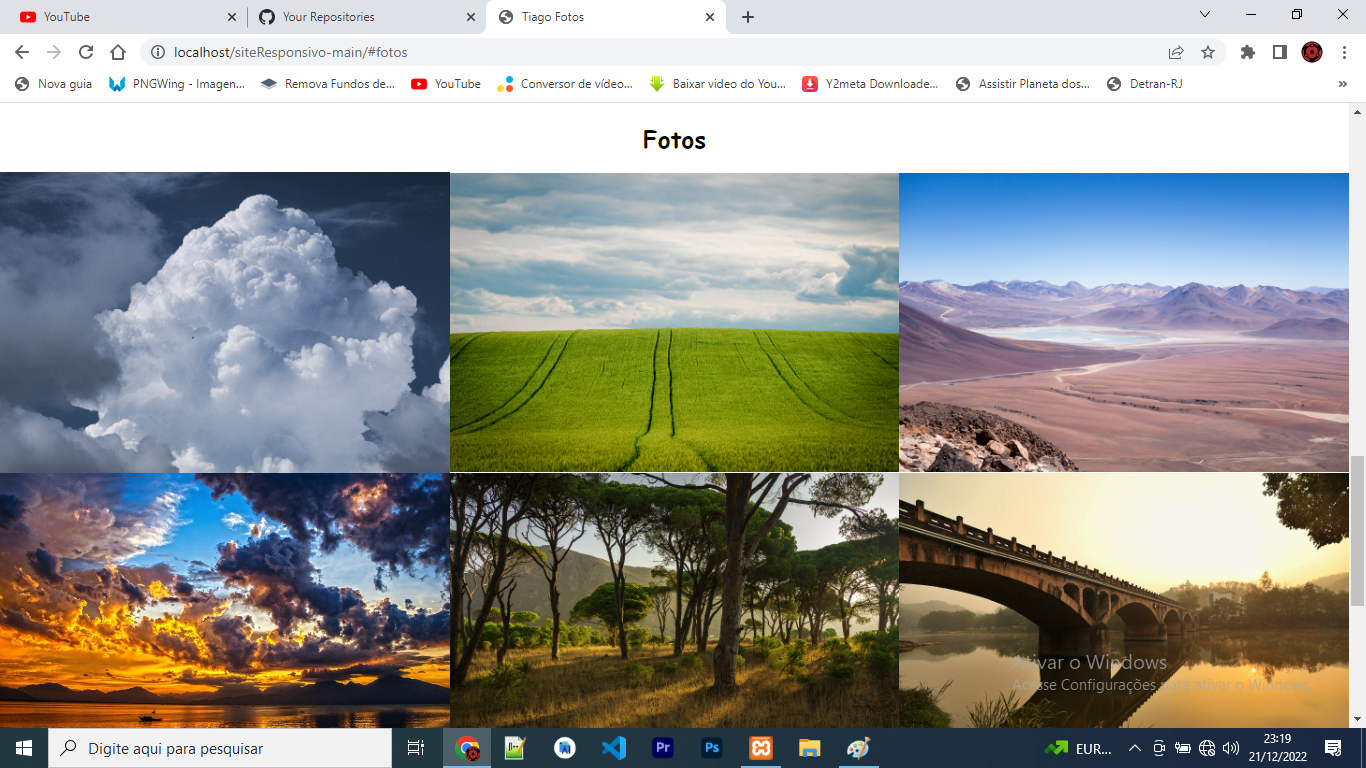 YouTube
Your Repositories
Tiago Fotos
localhost/siteResponsivo-main/#fotos
Nova guia
PNGWing - Imagen...
Remova Fundos de...
YouTube
Conversor de vídeo...
Baixar video do You...
Y2meta Downloade...
Assistir Planeta dos...
Detran-RJ
»
Fotos
Ativar o Windows
Acesse Configurações para ativar o Windows.
Digite aqui para pesquisar
Pr
Ps
EUR...
23:19
21/12/2022